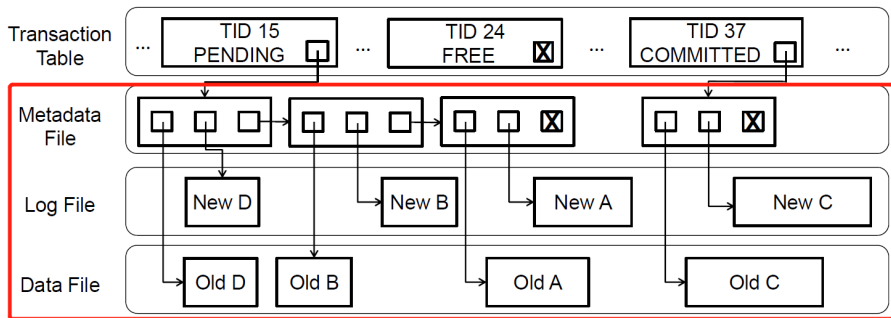 Transaction
Table
...
TID 15
PENDING
...
TID 24
FREE
X
...
TID 37
COMMITTED
...
Metadata
File
X
X
Log File
New D
New B
New A
New C
Data File
Old D
Old B
Old A
Old C